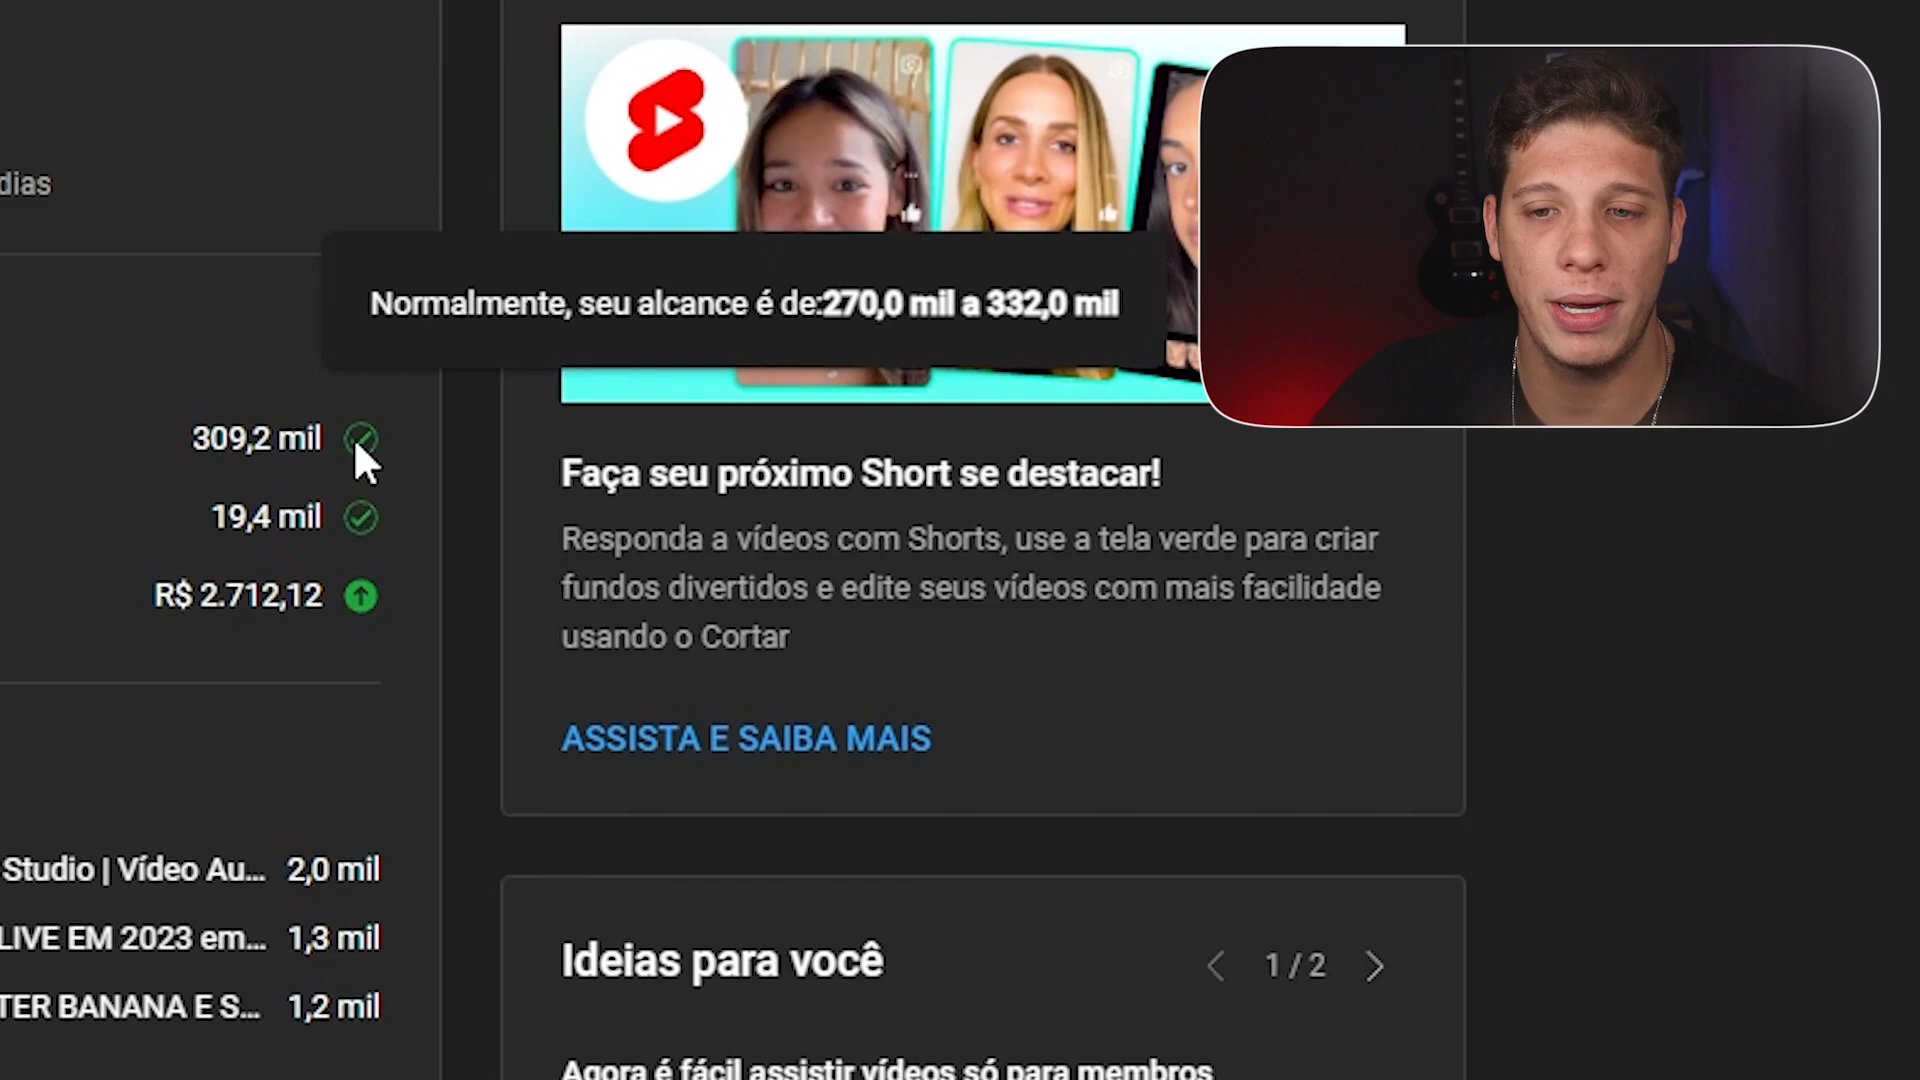 dias
Normalmente, seu alcance é de:270,0 mil a 332,0 mil
309,2 mil
19,4 mil
R$ 2.712,12
Studio | Vídeo Au... 2,0 mil
LIVE EM 2023 em... 1,3 mil
TER BANANA E S... 1,2 mil
Faça seu próximo Short se destacar!
Responda a vídeos com Shorts, use a tela verde para criar
fundos divertidos e edite seus vídeos com mais facilidade
usando o Cortar
ASSISTA E SAIBA MAIS
Ideias para você
1 / 2
Agora é fácil assistir vídeos só para membros